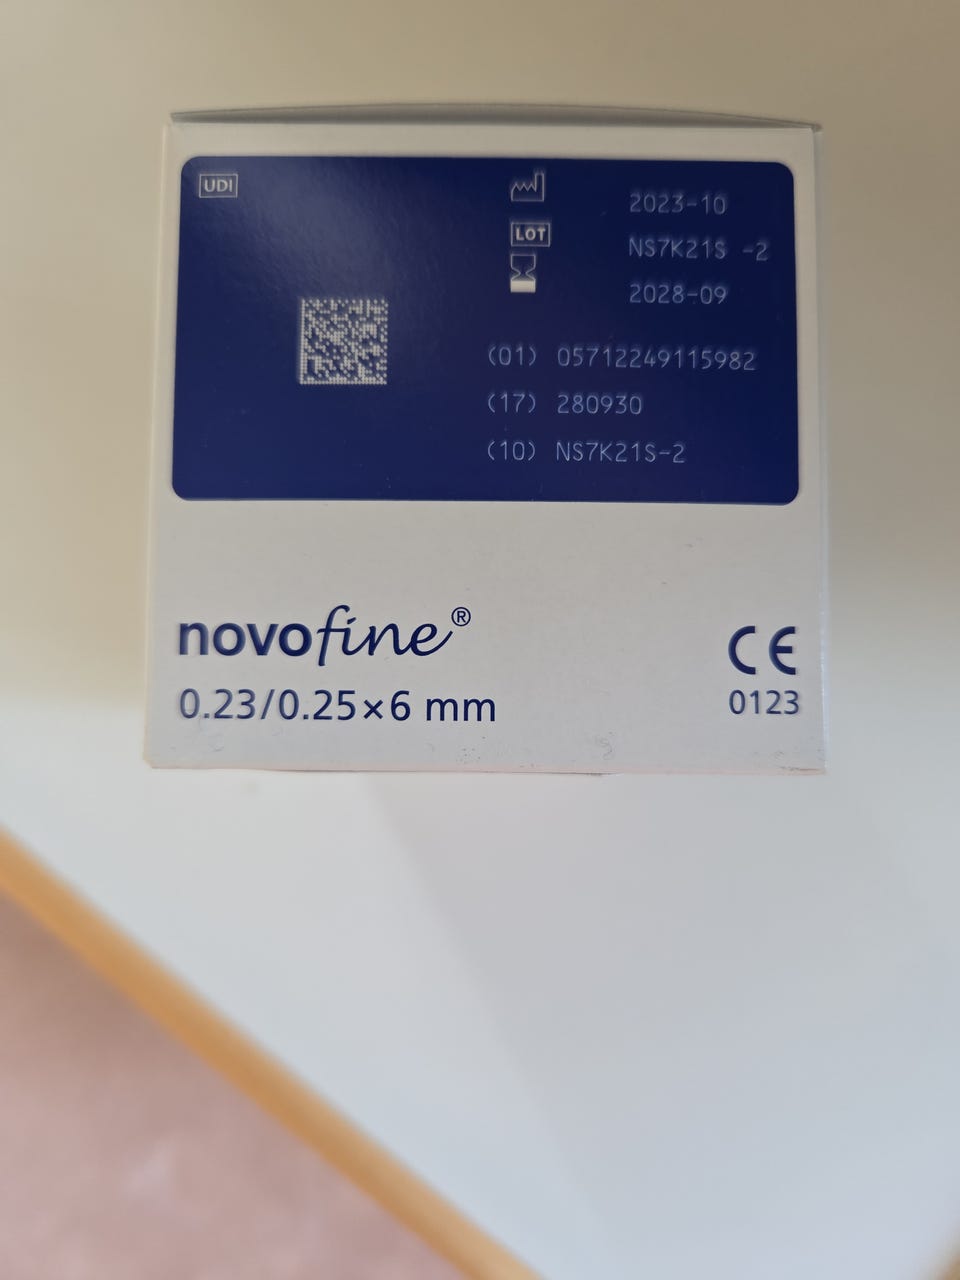 UDI
2023-10
LOT NS7K21S -2
2028-09
(01) 05712249115982
(17) 280930
(10) NS7K21S-2
novofine®
0.23/0.25×6 mm
CE
0123